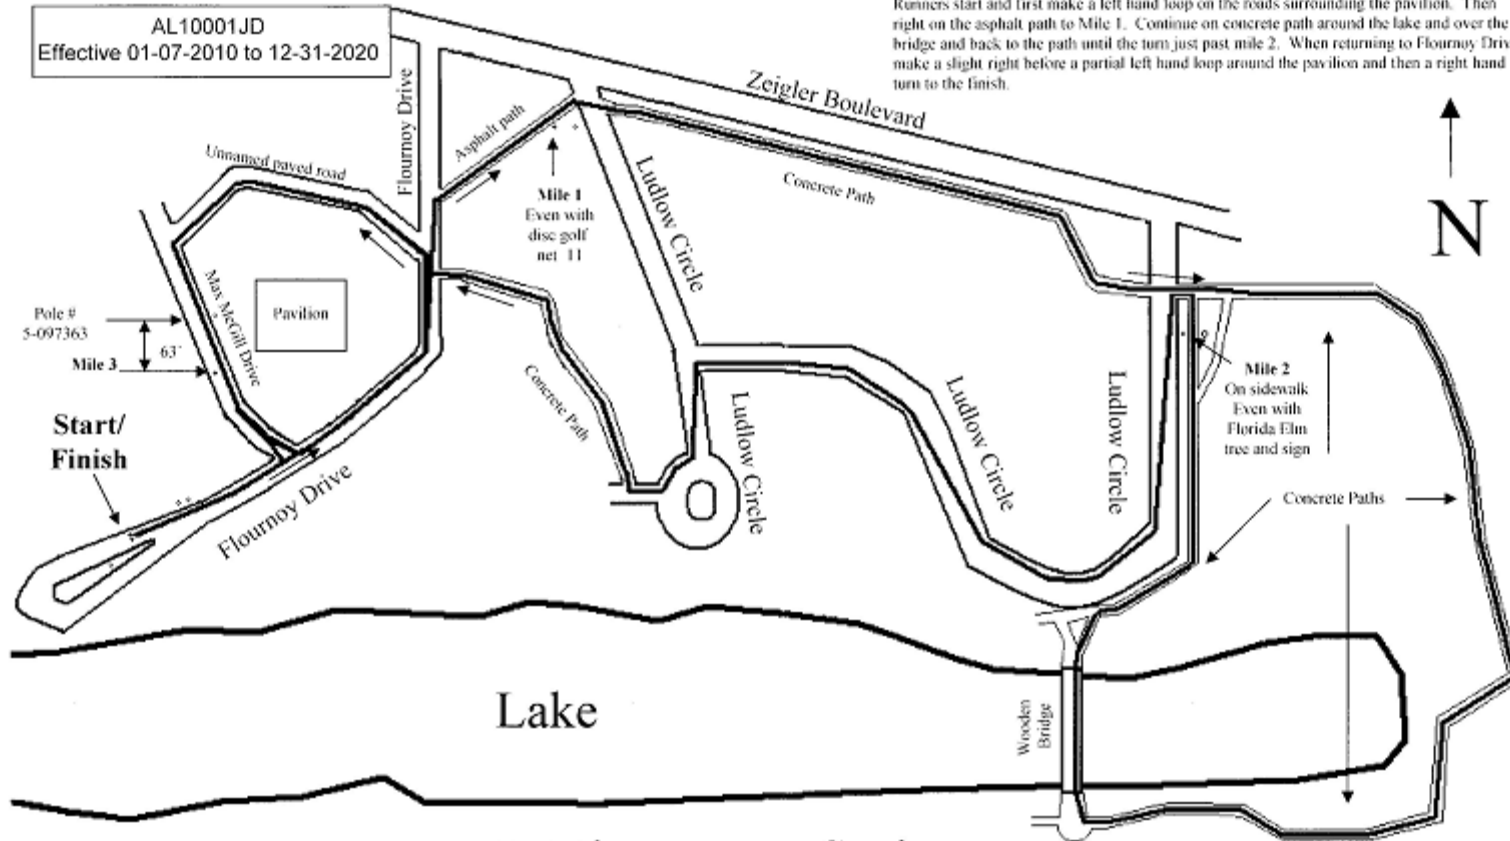 AL10001JD
Effective 01-07-2010 to 12-31-2020
Runners start and first make a left hand loop on the roads surrounding the pavilion. Then
right on the asphalt path to Mile 1. Continue on concrete path around the lake and over the
bridge and back to the path until the turn just past mile 2. When returning to Flournoy Driv
make a slight right before a partial left hand loop around the pavilion and then a right hand
turn to the finish.
Zeigler Boulevard
Flournoy Drive
Asphalt path
Unnamed paved road
N
Mile 1
Even with
disc golf
net 11
Ludlow Circle
Concrete Path
Max McGill Drive
Pavilion
Pole #
5-097363
63'
Mile 3
Start/
Finish
Flournoy Drive
Concrete Path
Ludlow Circle
Ludlow Circle
Ludlow Circle
Mile 2
On sidewalk
Even with
Florida Elm
tree and sign
Concrete Paths
Lake
Wooden
Bridge